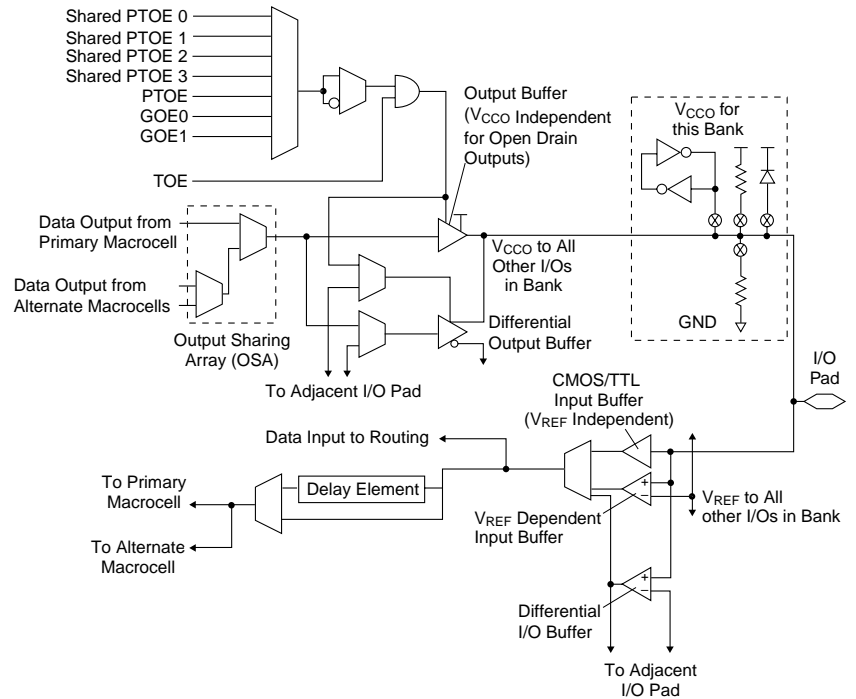 Shared PTOE 0
Shared PTOE 1
Shared PTOE 2
Shared PTOE 3
PTOE
GOE0
GOE1
TOE
Output Buffer
(VCCO Independent
for Open Drain
Outputs)
VCCO for
this Bank
Data Output from
Primary Macrocell
Data Output from
Alternate Macrocells
Output Sharing
Array (OSA)
VCCO to All
Other I/Os
in Bank
Differential
Output Buffer
GND
To Adjacent I/O Pad
I/O
Pad
CMOS/TTL
Input Buffer
(VREF Independent)
Data Input to Routing
To Primary
Macrocell
Delay Element
+
–
VREF Dependent
Input Buffer
VREF to All
other I/Os in Bank
To Alternate
Macrocell
+
–
Differential
I/O Buffer
To Adjacent
I/O Pad